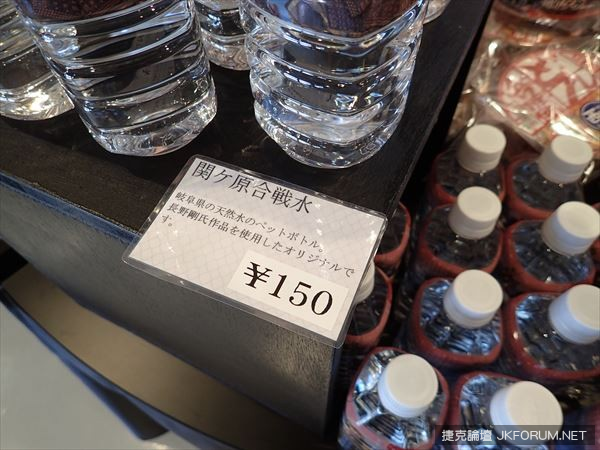 関ケ原合戦水
岐阜県の天然水のペットボトル。
長野剛氏作品を使用したオリジナルで
す。
¥150
捷克論壇 JKFORUM.NET